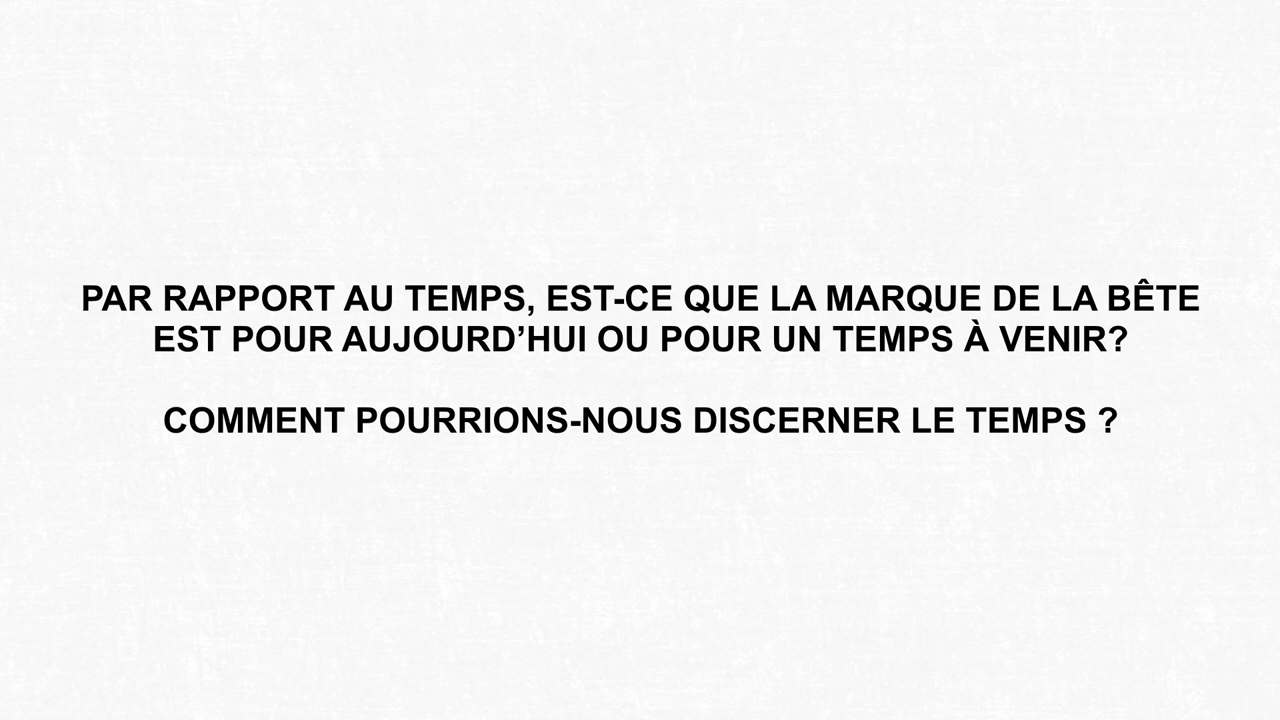 PAR RAPPORT AU TEMPS, EST-CE QUE LA MARQUE DE LA BÊTE
EST POUR AUJOURD’HUI OU POUR UN TEMPS À VENIR?
COMMENT POURRIONS-NOUS DISCERNER LE TEMPS ?